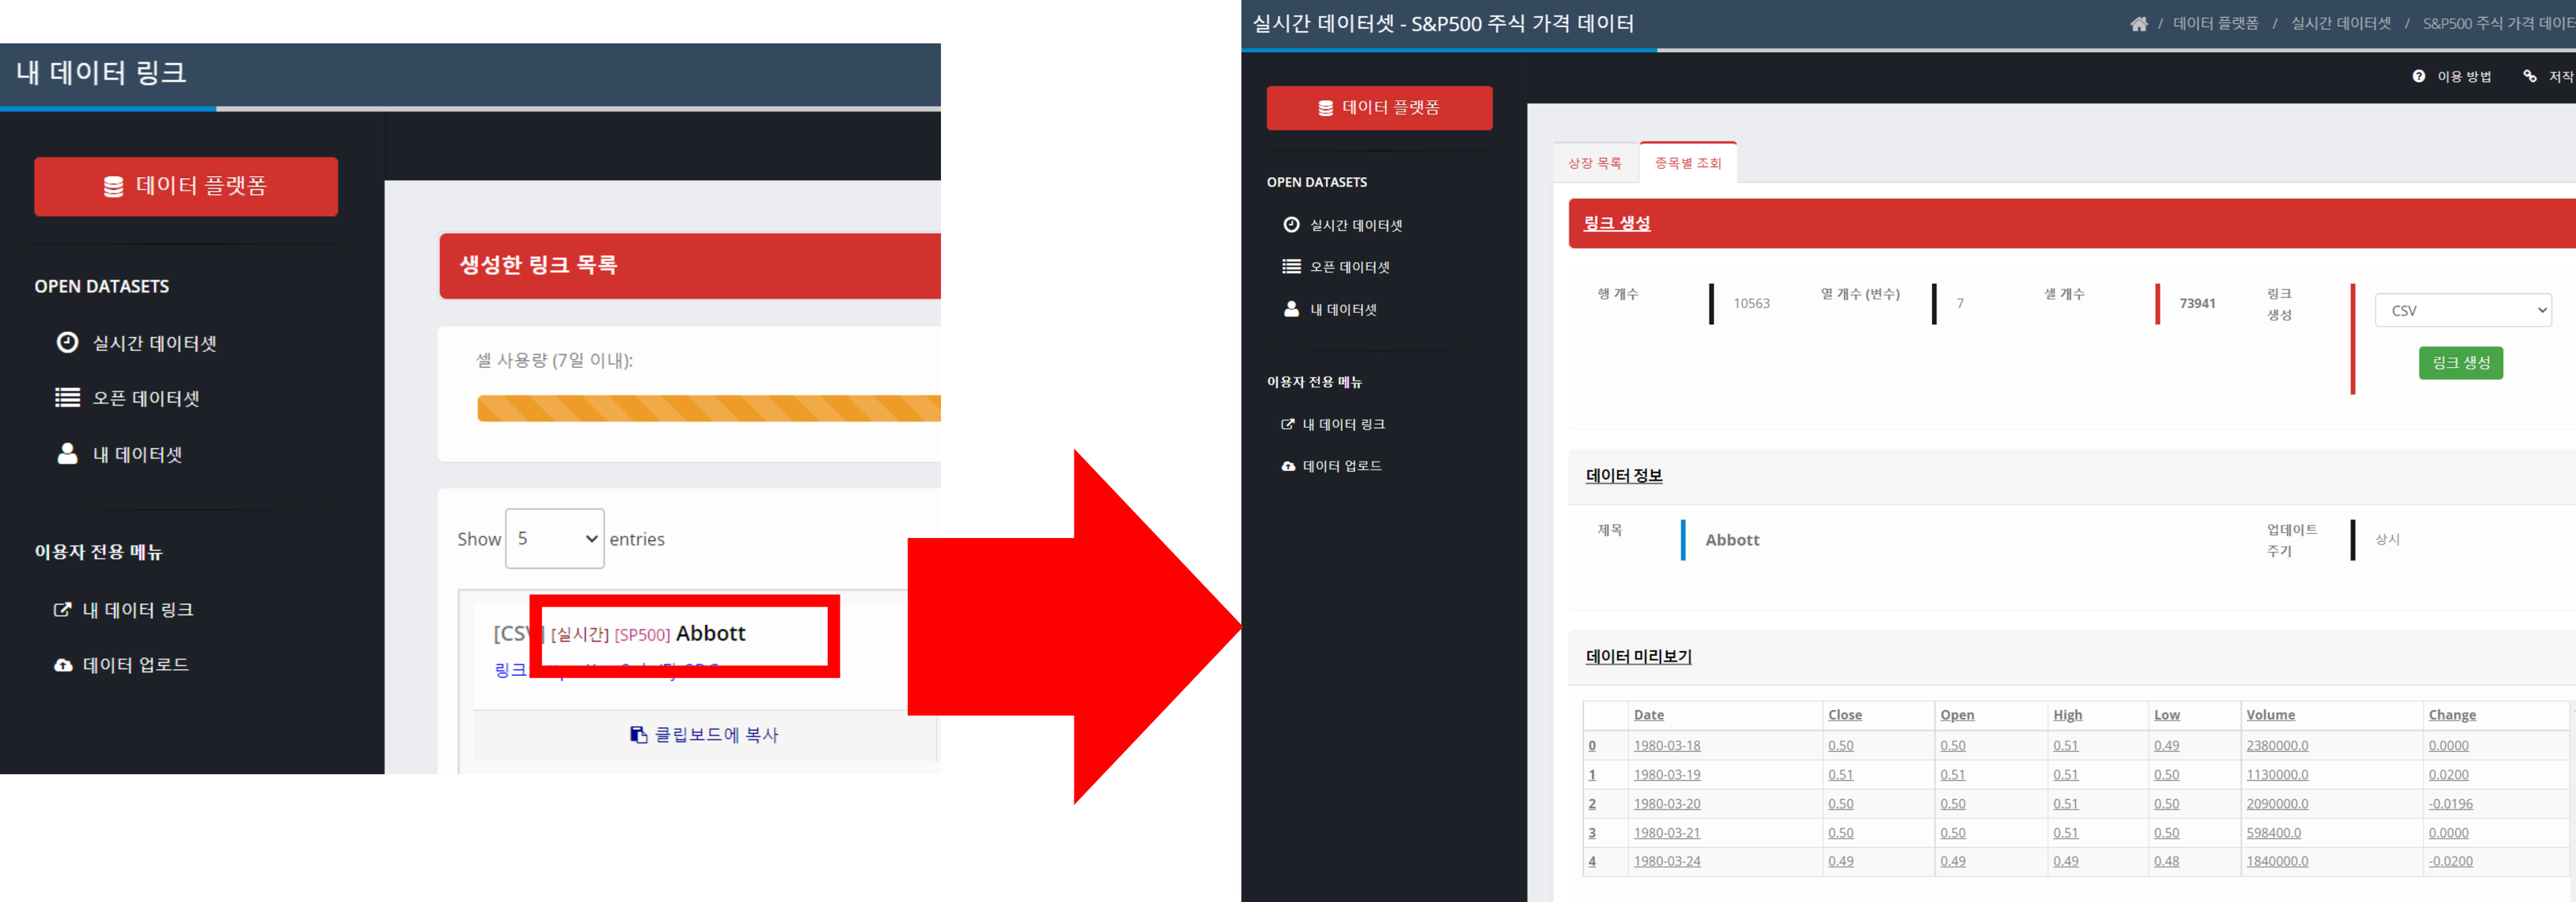 내 데이터 링크
데이터 플랫폼
OPEN DATASETS
실시간 데이터셋
오픈 데이터셋
내 데이터셋
이용자 전용 메뉴
내 데이터 링크
데이터 업로드
생성한 링크 목록
셀 사용량 (7일 이내):
Show 5 entries
[CSV] [실시간] [SP500] Abbott
링크
클립보드에 복사
실시간 데이터셋 - S&P500 주식 가격 데이터
/ 데이터 플랫폼 / 실시간 데이터셋 / S&P500 주식 가격 데이터
이용 방법 저작
데이터 플랫폼
OPEN DATASETS
실시간 데이터셋
오픈 데이터셋
내 데이터셋
이용자 전용 메뉴
내 데이터 링크
데이터 업로드
상장 목록 종목별 조회
링크 생성
행 개수 10563 열 개수 (변수) 7 셀 개수 73941 링크 생성 CSV
링크 생성
데이터 정보
제목 Abbott 업데이트 주기 상시
데이터 미리보기
Date Close Open High Low Volume Change
0 1980-03-18 0.50 0.50 0.51 0.49 2380000.0 0.0000
1 1980-03-19 0.51 0.51 0.51 0.50 1130000.0 0.0200
2 1980-03-20 0.50 0.50 0.51 0.50 2090000.0 -0.0196
3 1980-03-21 0.50 0.50 0.51 0.50 598400.0 0.0000
4 1980-03-24 0.49 0.49 0.49 0.48 1840000.0 -0.0200